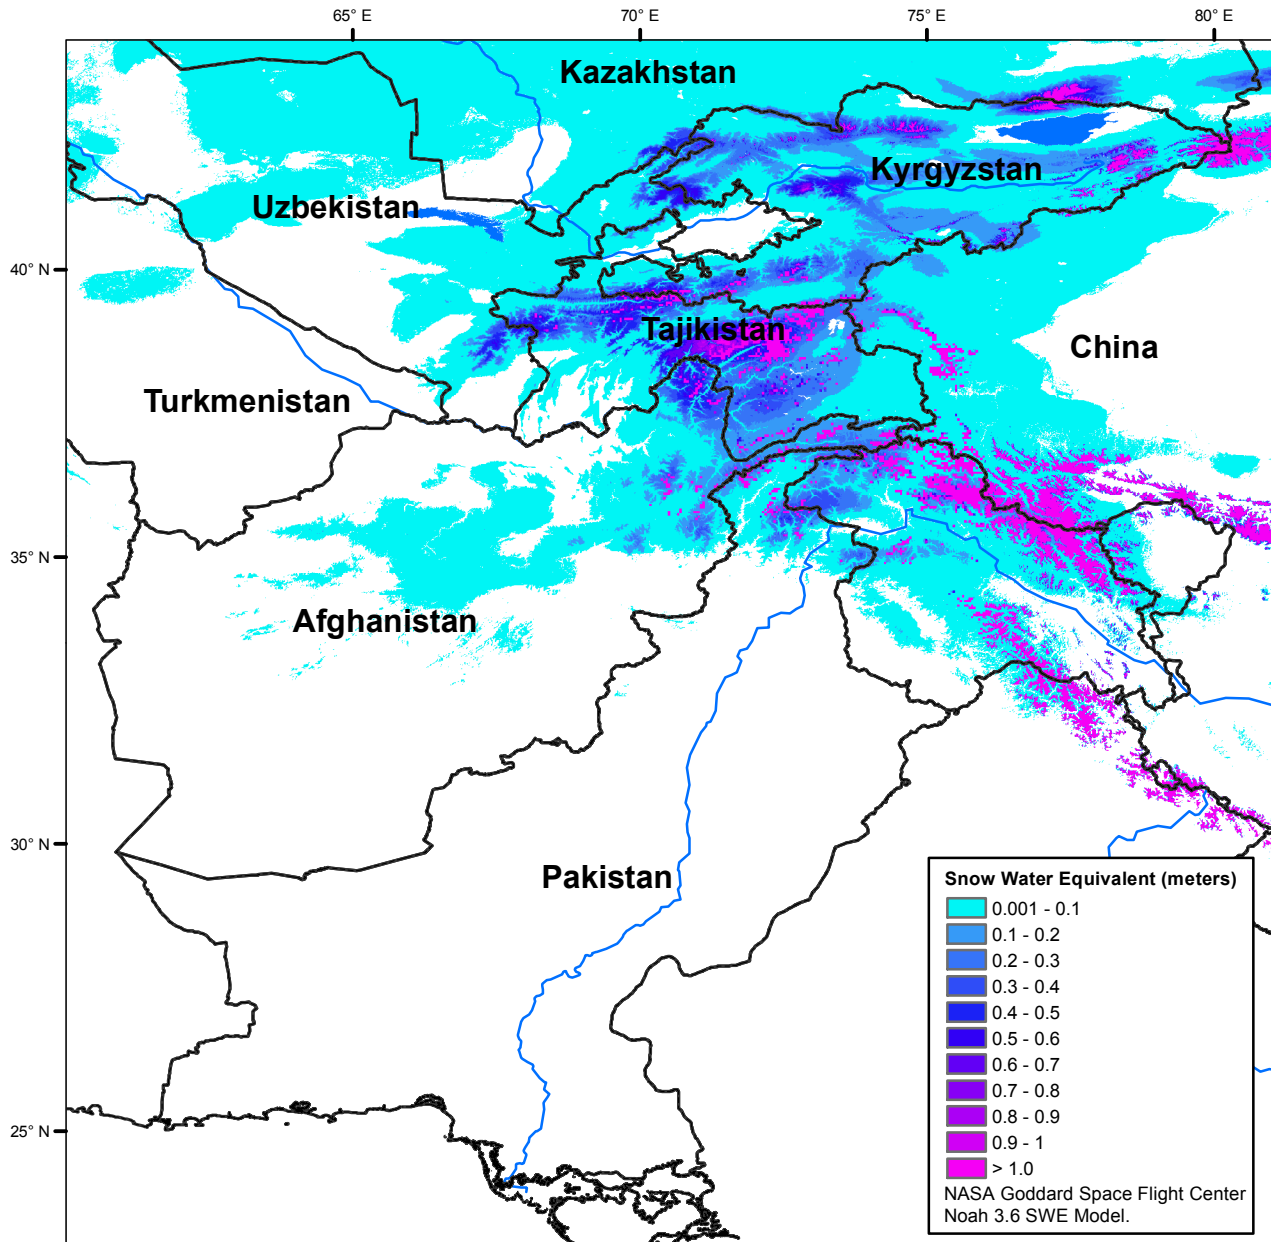 65° E
70° E
75° E
80° E
Kazakhstan
Kyrgyzstan
Uzbekistan
40° N
Tajikistan
China
Turkmenistan
35° N
Afghanistan
30° N
Pakistan
25° N
Snow Water Equivalent (meters)
0.001 - 0.1
0.1 - 0.2
0.2 - 0.3
0.3 - 0.4
0.4 - 0.5
0.5 - 0.6
0.6 - 0.7
0.7 - 0.8
0.8 - 0.9
0.9 - 1
> 1.0
NASA Goddard Space Flight Center
Noah 3.6 SWE Model.